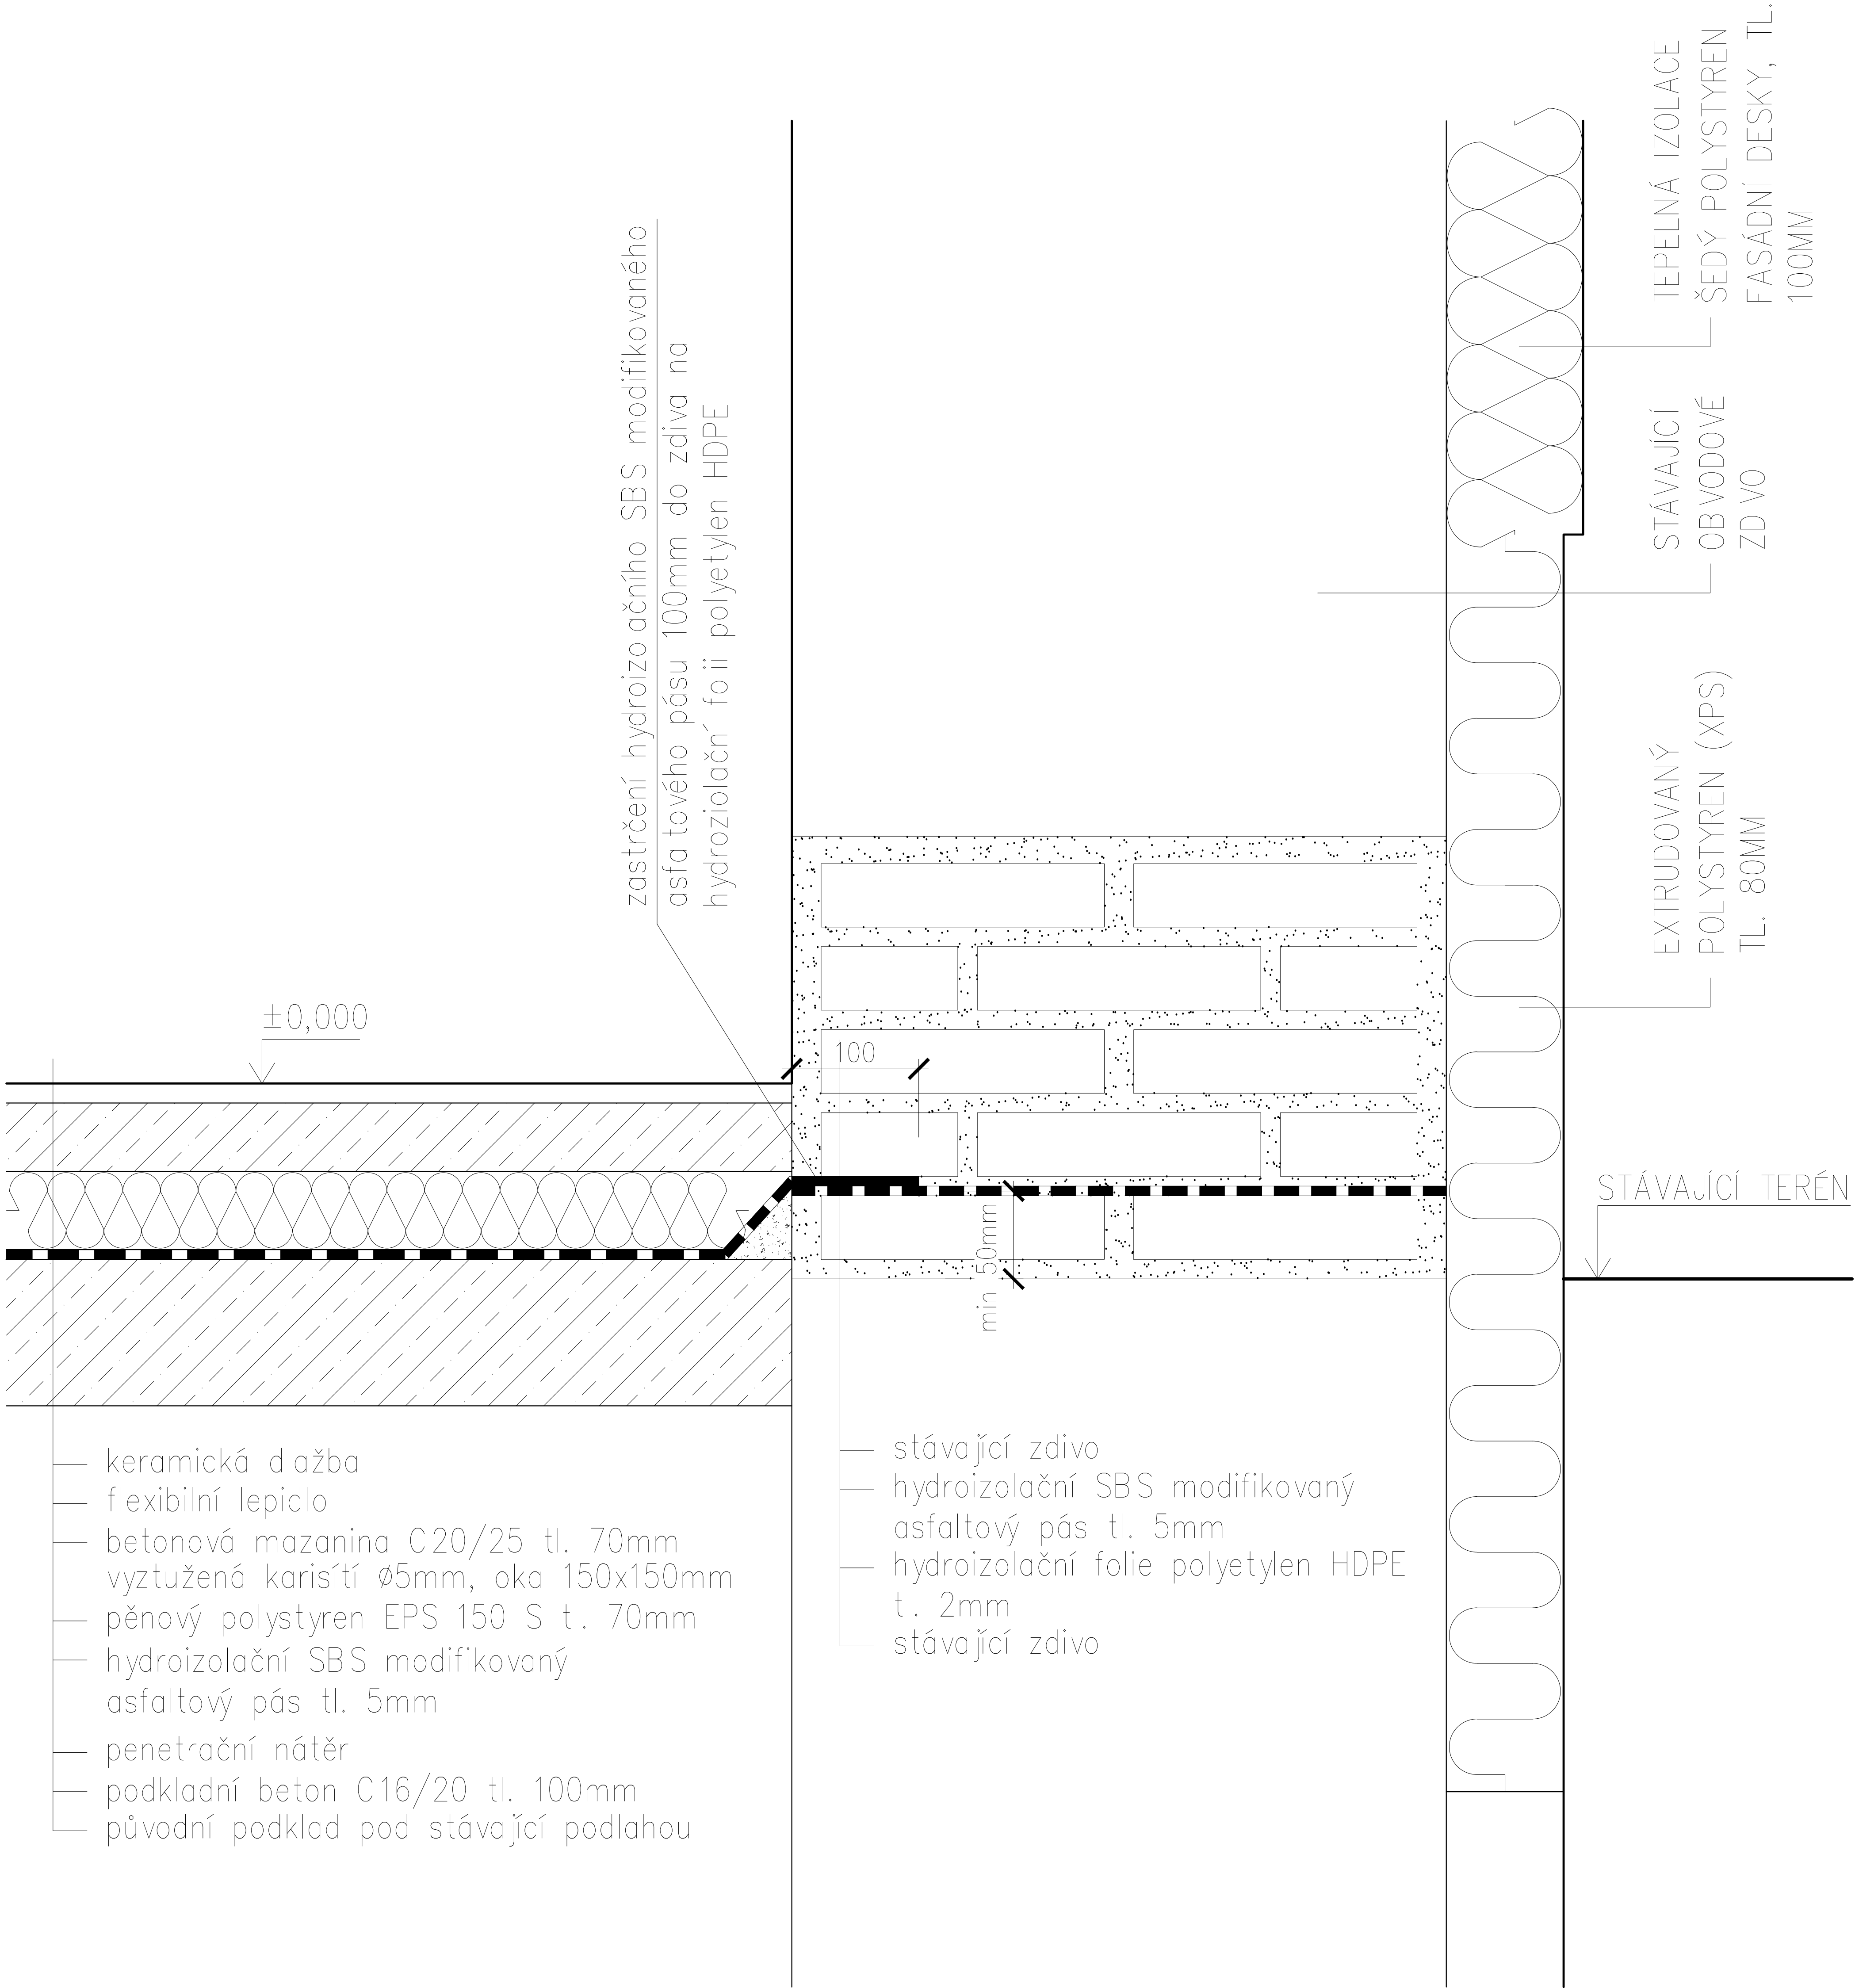 TEPELNÁ IZOLACE
ŠEDÝ POLYSTYREN
FASÁDNÍ DESKY, TL.
100MM
zastrčení hydroizolačního SBS modifikovaného
asfaltového pásu 100mm do zdiva na
hydroziolační folii polyetylen HDPE
STÁVAJÍCÍ
OBVODOVÉ
ZDIVO
EXTRUDOVANÝ
POLYSTYREN (XPS)
TL. 80MM
±0,000
100
STÁVAJÍCÍ TERÉN
min 50mm
keramická dlažba
flexibilní lepidlo
betonová mazanina C20/25 tl. 70mm
vyztužená karisítí Ø5mm, oka 150x150mm
pěnový polystyren EPS 150 S tl. 70mm
hydroizolační SBS modifikovaný
asfaltový pás tl. 5mm
penetrační nátěr
podkladní beton C16/20 tl. 100mm
původní podklad pod stávající podlahou
stávající zdivo
hydroizolační SBS modifikovaný
asfaltový pás tl. 5mm
hydroizolační folie polyetylen HDPE
tl. 2mm
stávající zdivo